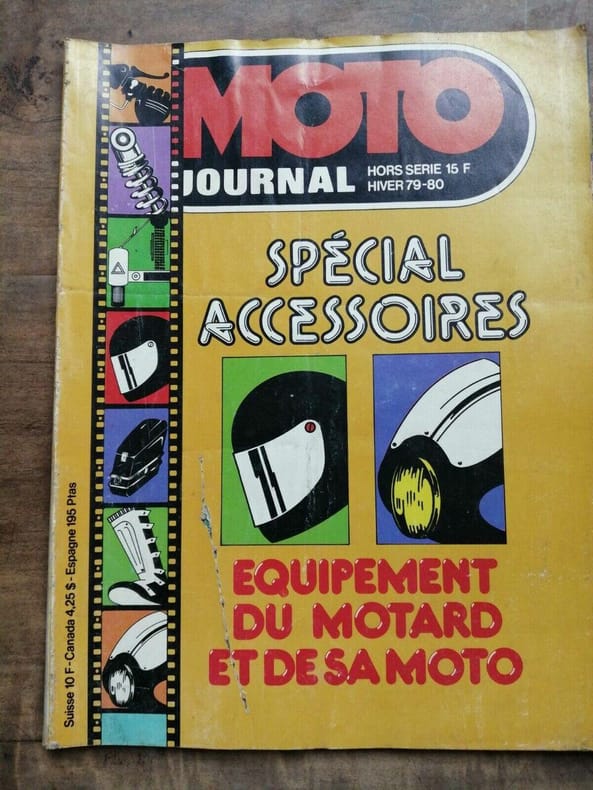 MOTO
JOURNAL
HORS SERIE 15 F
HIVER 79-80
SPÉCIAL
ACCESSOIRES
EQUIPEMENT
DU MOTARD
ET DE SA MOTO
Suisse 10 F - Canada 4,25 $ - Espagne 195 Ptas